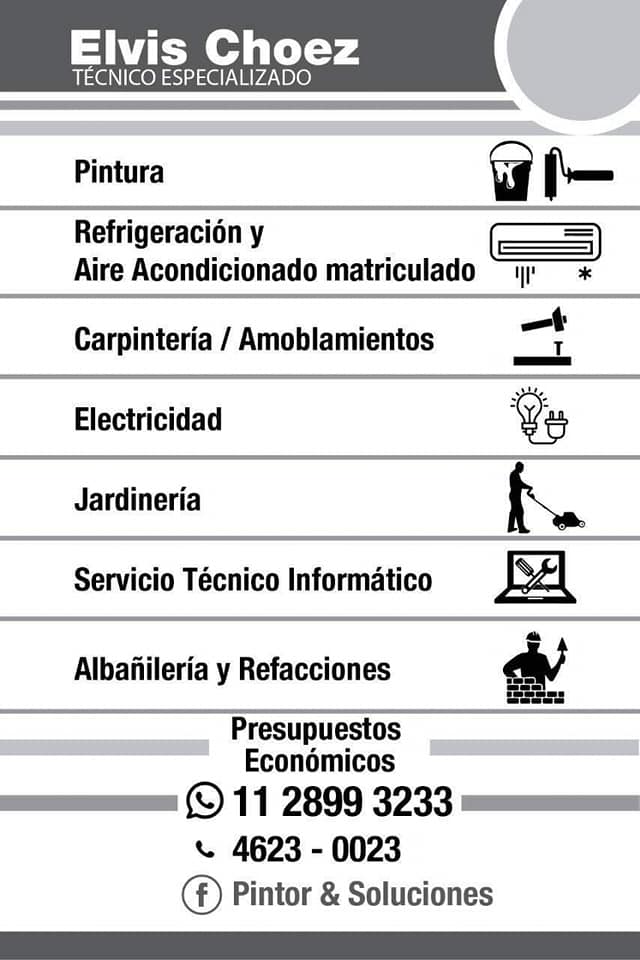 Elvis Choez
TÉCNICO ESPECIALIZADO
Pintura
Refrigeración y
Aire Acondicionado matriculado
Carpintería / Amoblamientos
Electricidad
Jardinería
Servicio Técnico Informático
Albañilería y Refacciones
Presupuestos
Económicos
11 2899 3233
4623 - 0023
f Pintor & Soluciones